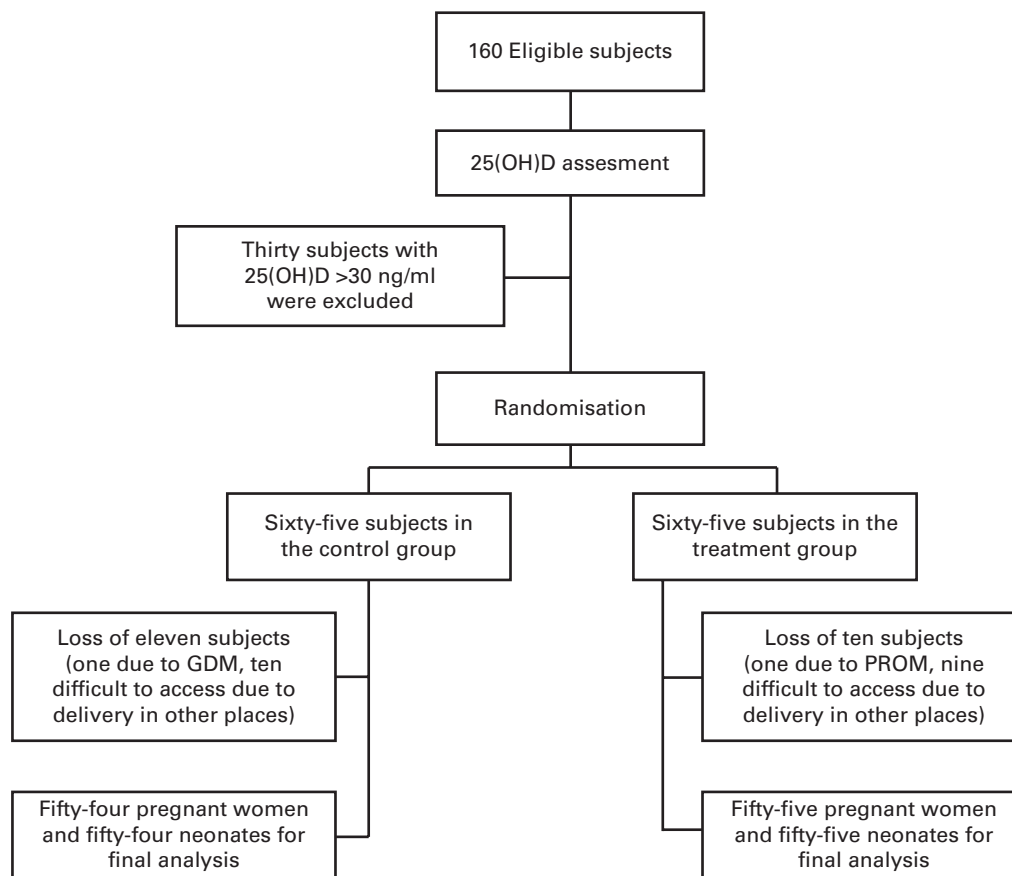 160 Eligible subjects
25(OH)D assesment
Thirty subjects with
25(OH)D >30 ng/ml
were excluded
Randomisation
Sixty-five subjects in
the control group
Sixty-five subjects in the
treatment group
Loss of eleven subjects
(one due to GDM, ten
difficult to access due to
delivery in other places)
Loss of ten subjects
(one due to PROM, nine
difficult to access due to
delivery in other places)
Fifty-four pregnant women
and fifty-four neonates for
final analysis
Fifty-five pregnant women
and fifty-five neonates for
final analysis